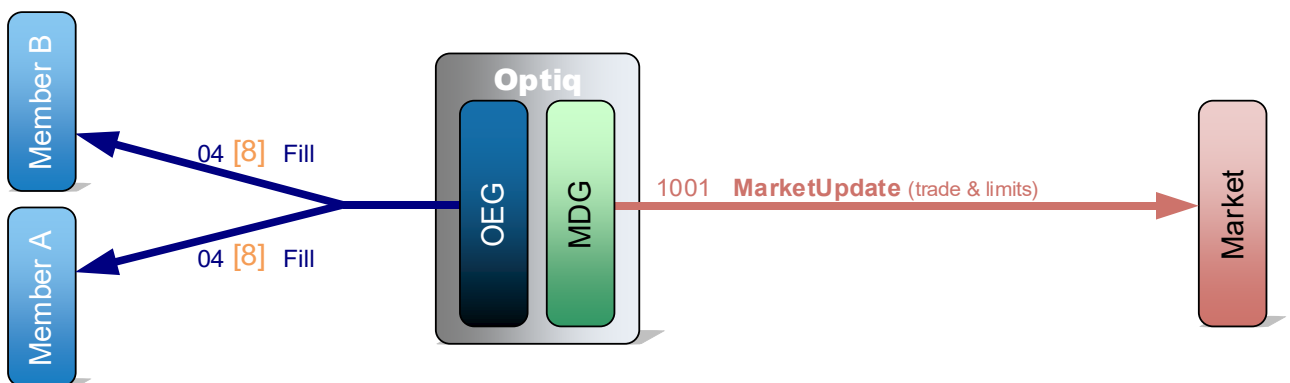 Member B
Optiq
04 [8] Fill
OEG
MDG
1001 MarketUpdate (trade & limits)
Market
Member A
04 [8] Fill